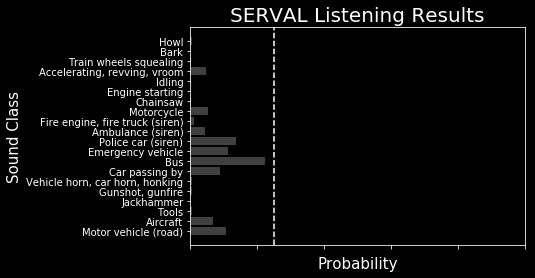 SERVAL Listening Results
Sound Class
Howl
Bark
Train wheels squealing
Accelerating, revving, vroom
Idling
Engine starting
Chainsaw
Motorcycle
Fire engine, fire truck (siren)
Ambulance (siren)
Police car (siren)
Emergency vehicle
Bus
Car passing by
Vehicle horn, car horn, honking
Gunshot, gunfire
Jackhammer
Tools
Aircraft
Motor vehicle (road)
Probability